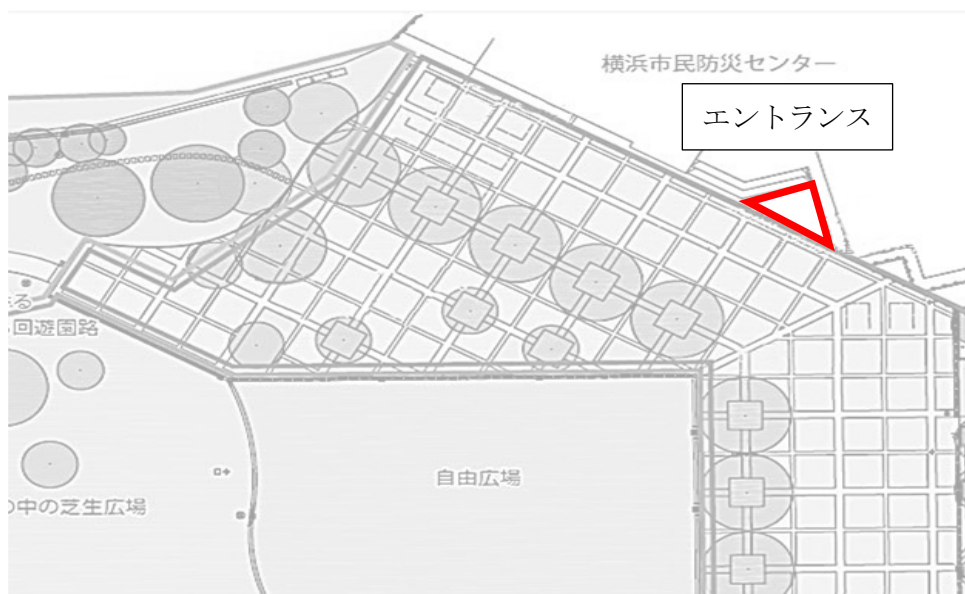 横浜市民防災センター
エントランス
る
回遊園路
自由広場
の中の芝生広場